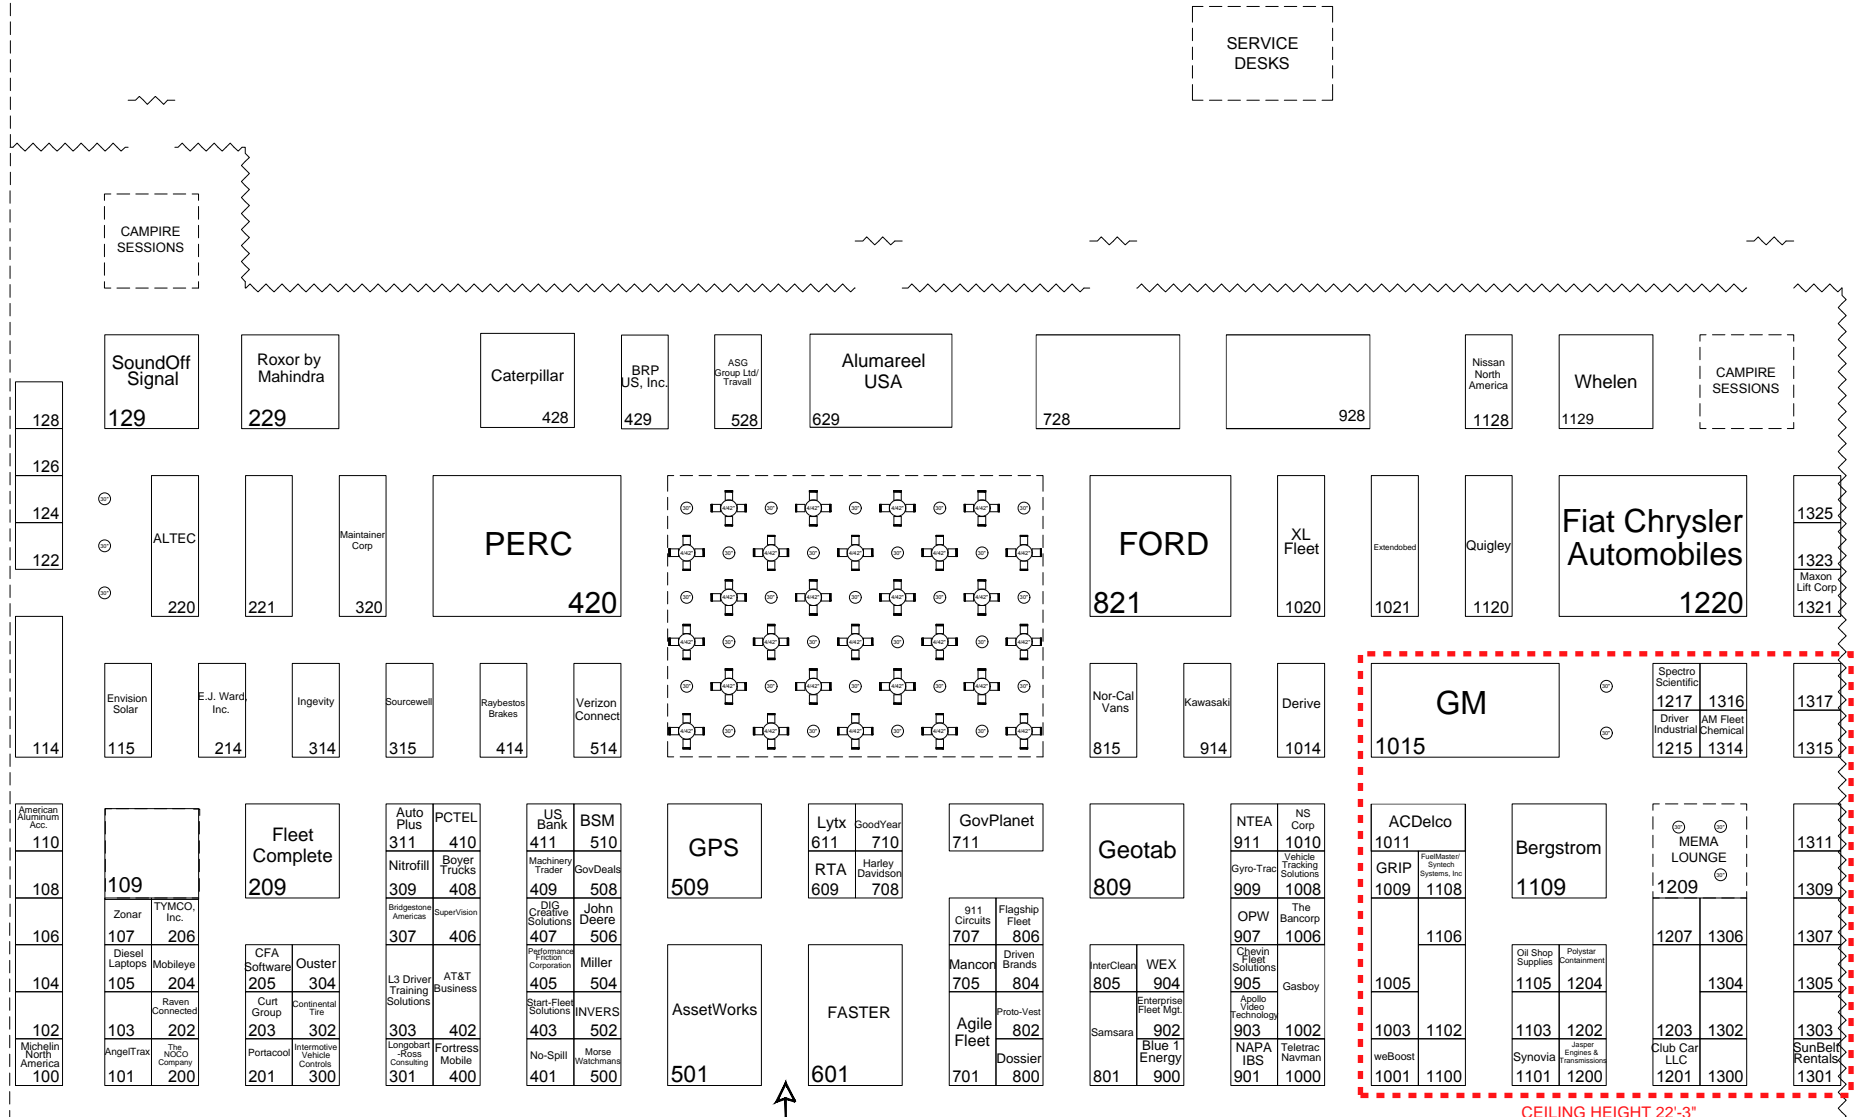 SERVICE
DESKS
CAMPIRE
SESSIONS
SoundOff
Signal
129
Roxor by
Mahindra
229
Caterpillar
428
BRP
US, Inc.
429
ASG
Group Ltd/
Travall
528
Alumareel
USA
629
728
928
Nissan
North
America
1128
Whelen
1129
CAMPIRE
SESSIONS
128
126
124
122
30"
30"
30"
ALTEC
220
221
Maintainer
Corp
320
PERC
420
FORD
821
XL
Fleet
1020
Extendobed
1021
Quigley
1120
Fiat Chrysler
Automobiles
1220
1325
1323
Maxon
Lift Corp
1321
114
Envision
Solar
115
E.J. Ward,
Inc.
214
Ingevity
314
Sourcewell
315
Raybestos
Brakes
414
Verizon
Connect
514
Nor-Cal
Vans
815
Kawasaki
914
Derive
1014
GM
1015
30"
30"
Spectro
Scientific
1217
1316
Driver
Industrial
1215
AM Fleet
Chemical
1314
1317
1315
American
Aluminum
Acc.
110
108
106
104
102
Michelin
North
America
100
109
Zonar
107
TYMCO,
Inc.
206
Diesel
Laptops
105
Mobileye
204
103
Raven
Connected
202
AngelTrax
101
The
NOCO
Company
200
Fleet
Complete
209
CFA
Software
205
Ouster
304
Curt
Group
203
Continental
Tire
302
Portacool
201
Intermotive
Vehicle
Controls
300
Auto
Plus
311
PCTEL
410
Nitrofill
309
Boyer
Trucks
408
Bridgestone
Americas
307
SuperVision
406
L3 Driver
Training
Solutions
303
AT&T
Business
402
Longobart
-Ross
Consulting
301
Fortress
Mobile
400
US
Bank
411
BSM
510
Machinery
Trader
409
GovDeals
508
DIG
Creative
Solutions
407
John
Deere
506
Performance
Friction
Corporation
405
Miller
504
Start-Fleet
Solutions
403
INVERS
502
No-Spill
401
Morse
Watchmans
500
GPS
509
AssetWorks
501
Lytx
611
GoodYear
710
RTA
609
Harley
Davidson
708
FASTER
601
GovPlanet
711
911
Circuits
707
Flagship
Fleet
806
Mancon
705
Driven
Brands
804
Agile
Fleet
701
Proto-Vest
802
Dossier
800
Geotab
809
InterClean
805
WEX
904
Samsara
801
Enterprise
Fleet Mgt.
902
Blue 1
Energy
900
NTEA
911
NS
Corp
1010
Gyro-Trac
909
Vehicle
Tracking
Solutions
1008
OPW
907
The
Bancorp
1006
Chevin
Fleet
Solutions
905
Gasboy
1002
Apollo
Video
Technology
903
NAPA
IBS
901
Teletrac
Navman
1000
ACDelco
1011
GRIP
1009
FuelMaster/
Syntech
Systems, Inc
1108
1106
1005
1003
1102
weBoost
1001
1100
Bergstrom
1109
Oil Shop
Supplies
1105
Polystar
Containment
1204
1103
1202
Synovia
1101
Jasper
Engines &
Transmissions
1200
30"
30"
MEMA
LOUNGE
30"
1209
1207
1306
1304
1203
1302
Club Car
LLC
1201
1300
1311
1309
1307
1305
1303
SunBelt
Rentals
1301
CEILING HEIGHT 22'-3"